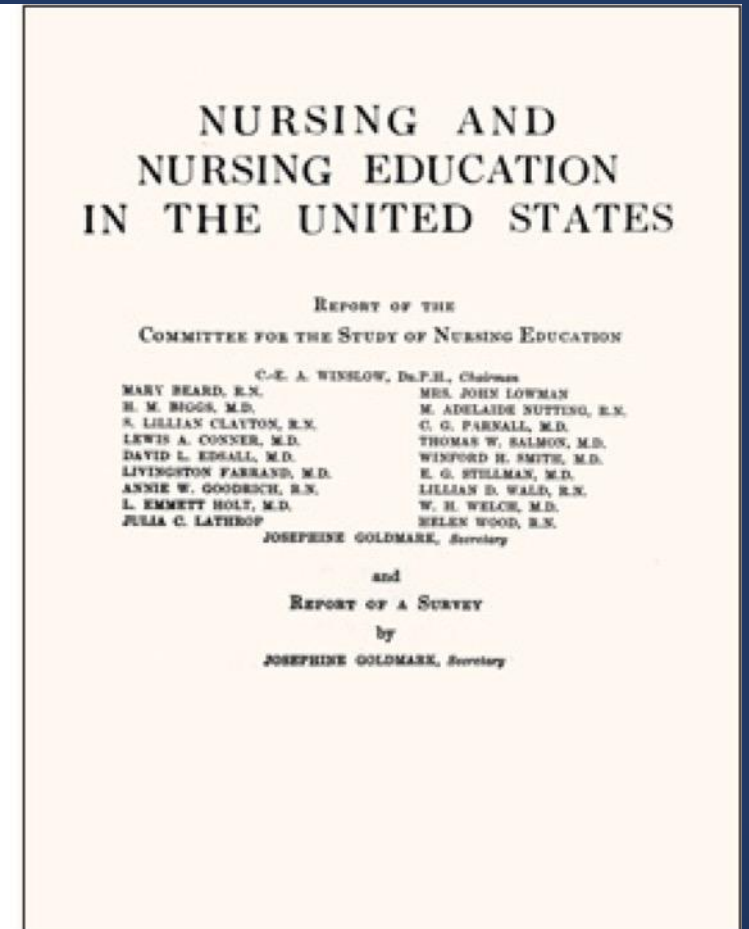 NURSING AND
NURSING EDUCATION
IN THE UNITED STATES
REPORT OF THE
COMMITTEE FOR THE STUDY OF NURSING EDUCATION
C.-E. A. WINSLOW, Dr.P.H., Chairman
MARY BEARD, R.N.
H. M. BIGGS, M.D.
S. LILLIAN CLAYTON, R.N.
LEWIS A. CONNER, M.D.
DAVID L. EDSALL, M.D.
LIVINGSTON FARRAND, M.D.
ANNIE W. GOODRICH, R.N.
L. EMMETT HOLT, M.D.
JULIA C. LATHROP
MRS. JOHN LOWMAN
M. ADELAIDE NUTTING, R.N.
C. G. PARNALL, M.D.
THOMAS W. SALMON, M.D.
WINFORD H. SMITH, M.D.
E. G. STILLMAN, M.D.
LILLIAN D. WALD, R.N.
W. H. WELCH, M.D.
HELEN WOOD, R.N.
JOSEPHINE GOLDMARK, Secretary
and
REPORT OF A SURVEY
by
JOSEPHINE GOLDMARK, Secretary